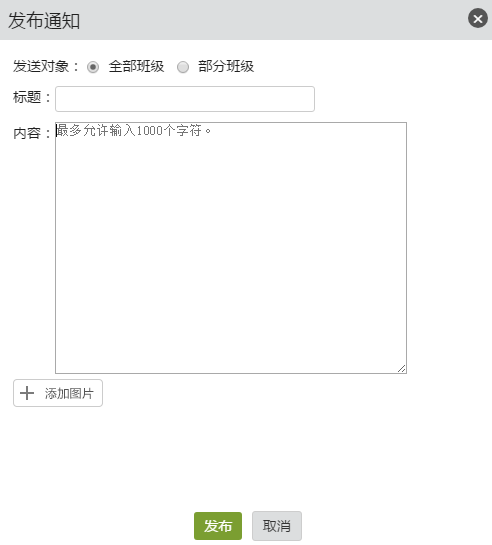 发布通知
发送对象： 全部班级 部分班级
标题：
内容： 最多允许输入1000个字符。
添加图片
发布 取消